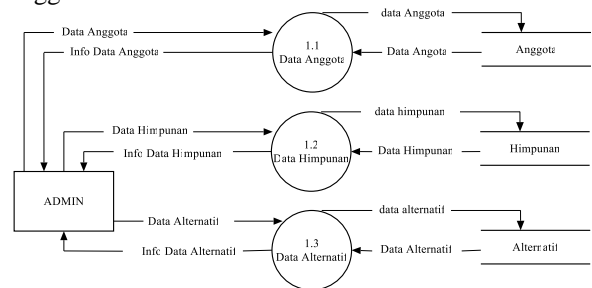 data Anggota
Data Anggota
1.1
Data Anggota
Anggota
Info Data Anggota
Data Angota
data himpunan
Data Himpunan
1.2
Data Himpunan
Himpunan
Info Data Himpunan
Data Himpunan
ADMIN
data alternatif
Data Alternatif
1.3
Data Alternatif
Alternatif
Info Data Alternatif
Data Alternatif